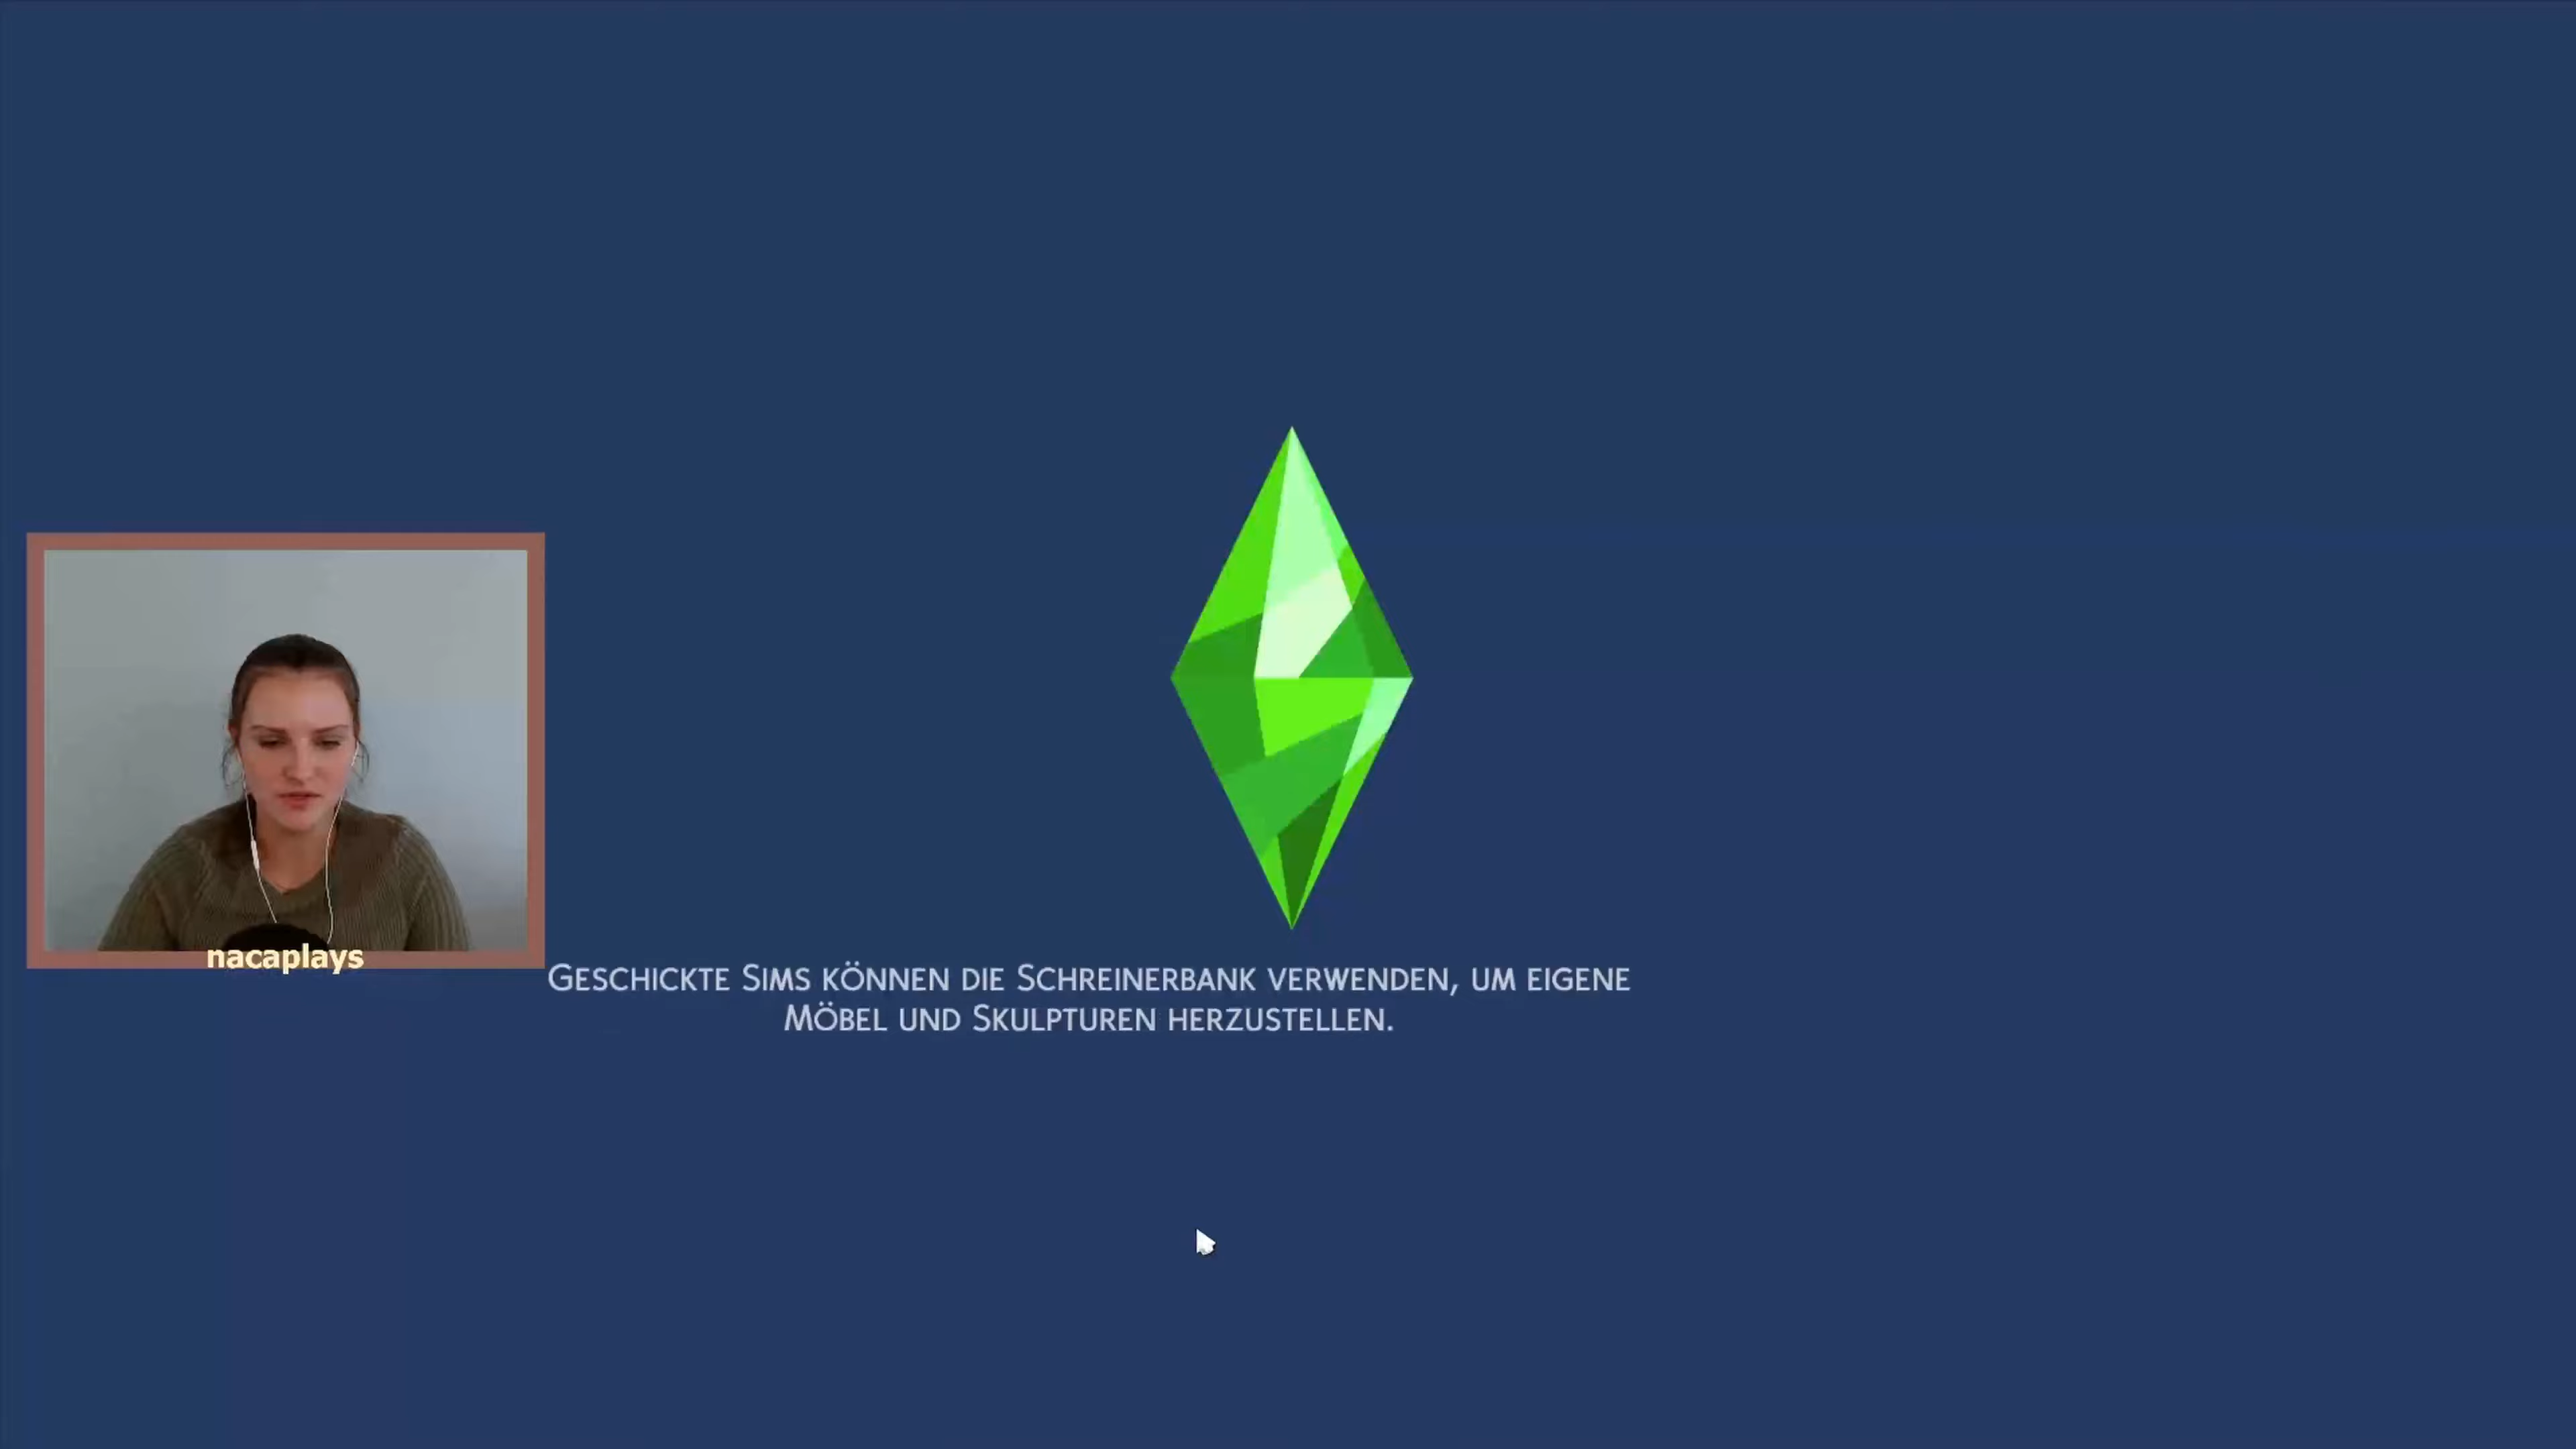 nacaplays
Geschickte Sims können die Schreinerbank verwenden, um eigene
Möbel und Skulpturen herzustellen.